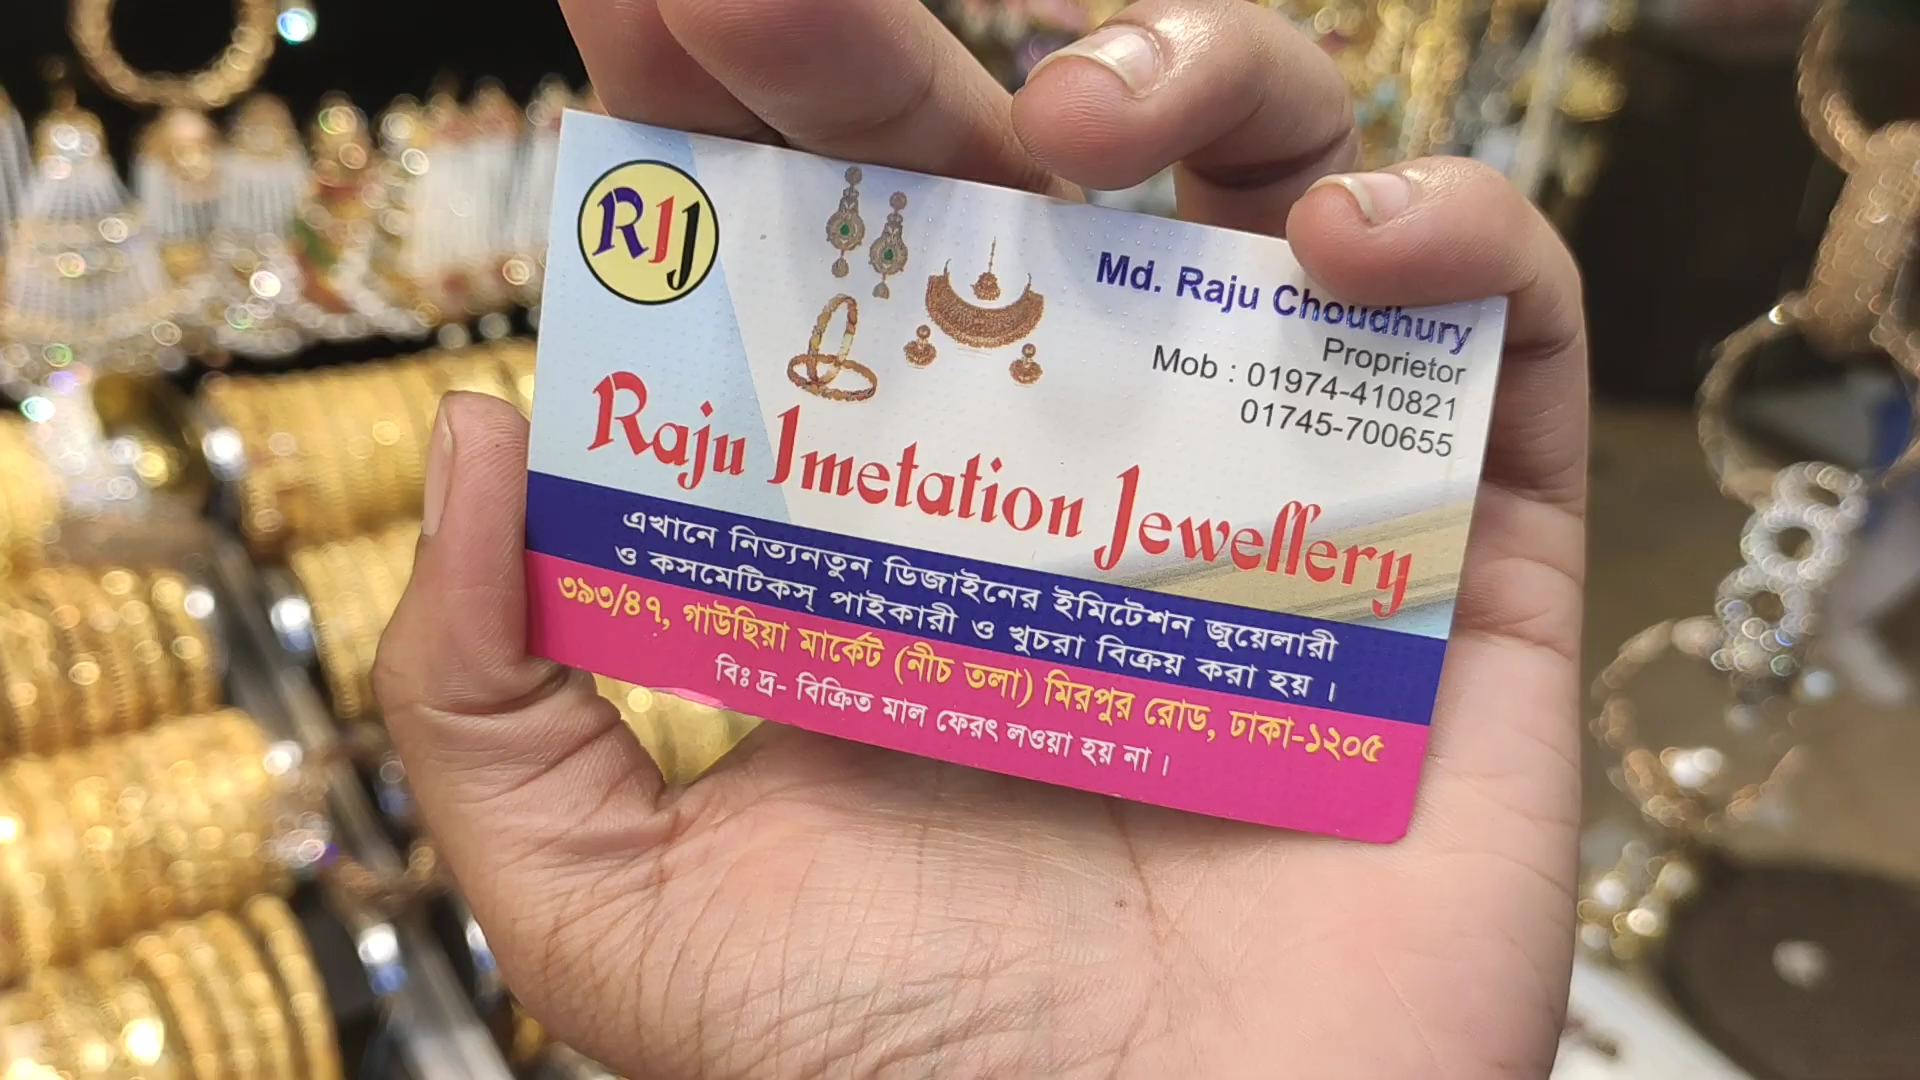 RIJ
Md. Raju Choudhury
Proprietor
Mob : 01974-410821
01745-700655
Raju Imetation Jewellery
এখানে নিত্যনতুন ডিজাইনের ইমিটেশন জুয়েলারী
ও কসমেটিকস্ পাইকারী ও খুচরা বিক্রয় করা হয় ।
৩৯৩/৪৭, গাউছিয়া মার্কেট (নীচ তলা) মিরপুর রোড, ঢাকা-১২০৫
বিঃ দ্র- বিক্রিত মাল ফেরৎ লওয়া হয় না ।